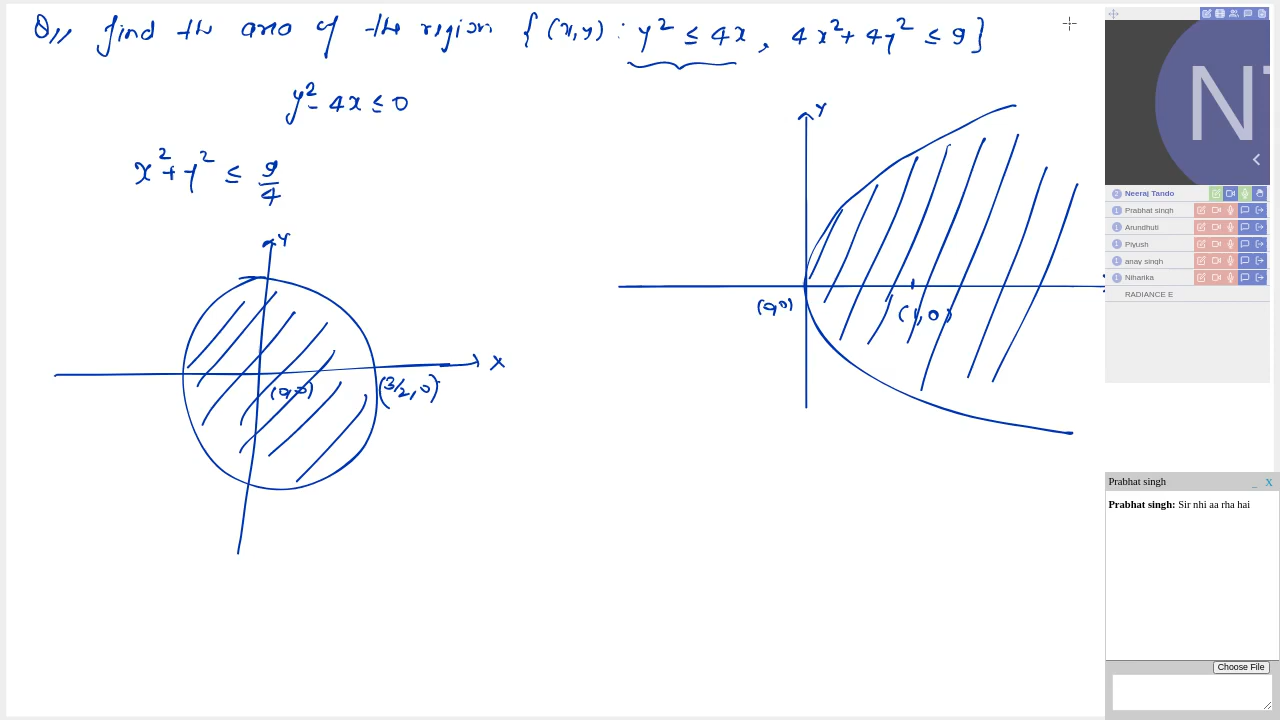 Q// find the area of the region { (x,y) : y² ≤ 4x , 4x² + 4y² ≤ 9 }
y² - 4x ≤ 0
x² + y² ≤ 9/4
Y
X
(0,0)
(3/2, 0)
Y
(0,0)
(1,0)
NT
Neeraj Tando
Prabhat singh
Arundhuti
Piyush
anay singh
Niharika
RADIANCE E
Prabhat singh _ X
Prabhat singh: Sir nhi aa rha hai
Choose File